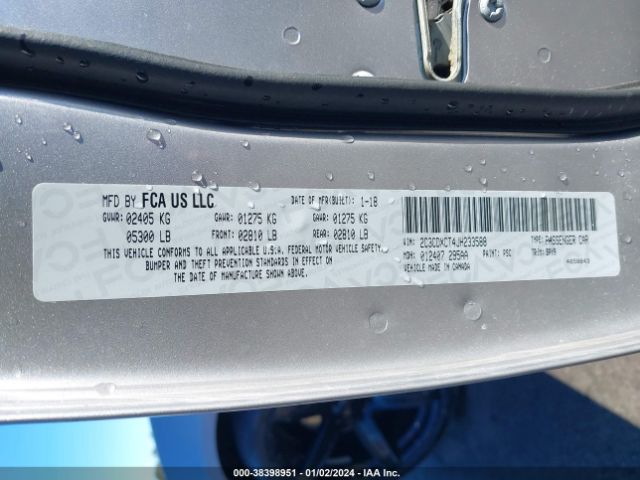 MFD BY FCA US LLC DATE OF MFR(BUILT): 1-18
GVWR: 02405 KG GAWR: 01275 KG GAWR: 01275 KG
05300 LB FRONT: 02810 LB REAR: 02810 LB
THIS VEHICLE CONFORMS TO ALL APPLICABLE U.S.A. FEDERAL MOTOR VEHICLE SAFETY,
BUMPER AND THEFT PREVENTION STANDARDS IN EFFECT ON
THE DATE OF MANUFACTURE SHOWN ABOVE.
VIN: 2C3CDXCT4JH233588 TYPE: PASSENGER CAR
MDH: 012407 295AA PAINT: PSC TRIM:
VEHICLE MADE IN CANADA
00-38398951 - 01/02/2024 - IAA Inc.